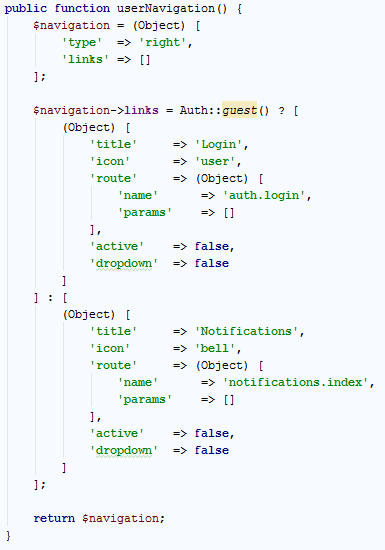 public function userNavigation() {
    $navigation = (Object) [
        'type'  => 'right',
        'links' => []
    ];

    $navigation->links = Auth::guest() ? [
        (Object) [
            'title'     => 'Login',
            'icon'      => 'user',
            'route'     => (Object) [
                'name'      => 'auth.login',
                'params'    => []
            ],
            'active'    => false,
            'dropdown'  => false
        ]
    ] : [
        (Object) [
            'title'     => 'Notifications',
            'icon'      => 'bell',
            'route'     => (Object) [
                'name'      => 'notifications.index',
                'params'    => []
            ],
            'active'    => false,
            'dropdown'  => false
        ]
    ];

    return $navigation;
}